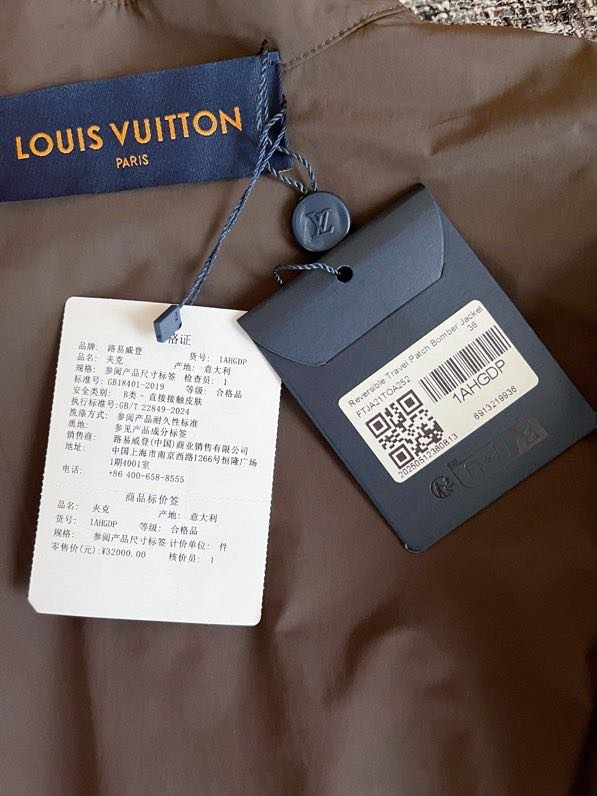 LOUIS VUITTON
PARIS
格证
品牌: 路易威登 货号: 1AHGDP
品名: 夹克 产地: 意大利
规格: 参阅产品尺寸标签 检查员: 1
标准号: GB18401-2019 等级: 合格品
安全类别: B类 - 直接接触皮肤
执行标准号:GB/T 22849-2024
洗涤方式: 参阅产品耐久性标签
质地: 参见产品成分标签
销售商: 路易威登(中国)商业销售有限公司
地址: 中国上海市南京西路1266号恒隆广场
1期4001室
电话: +86 400-658-8555
商品标价签
品名: 夹克 产地: 意大利
货号: 1AHGDP 等级: 合格品
规格: 参阅产品尺寸标签 计价单位: 件
零售价(元):¥32000.00 核价员: 1
Reversible Travel Patch Bomber Jacket
36
FTJA21TOA252
1AHGDP
6913219938
20250512380813